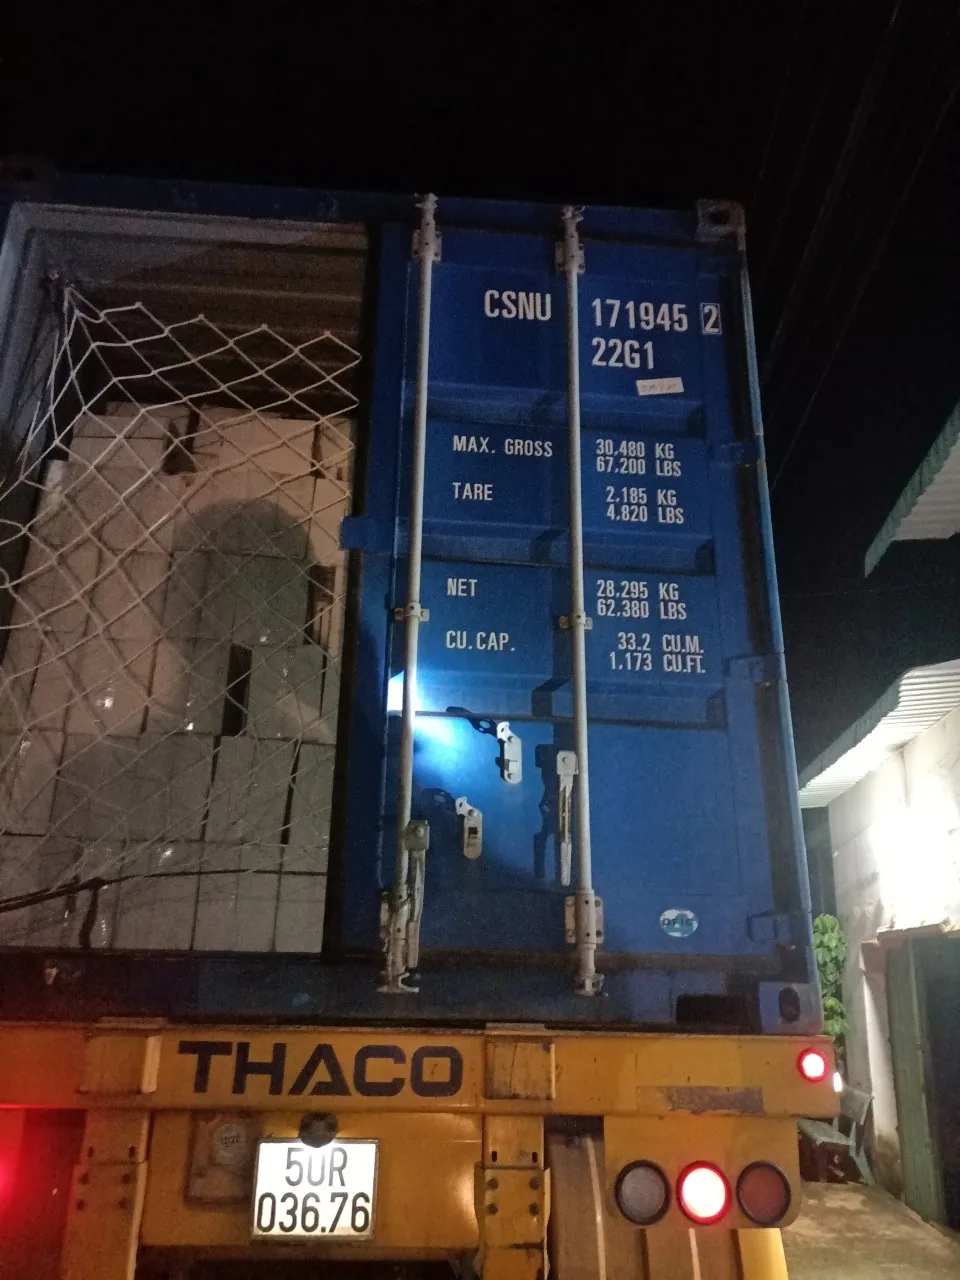 CSNU 171945 2
22G1
MAX. GROSS 30.480 KG
67.200 LBS
TARE 2.185 KG
4.820 LBS
NET 28.295 KG
62.380 LBS
CU.CAP. 33.2 CU.M.
1.173 CU.FT.
THACO
50R
036.76